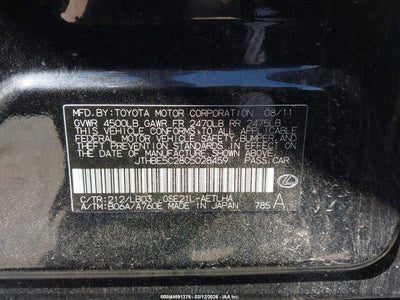 MFD. BY: TOYOTA MOTOR CORPORATION 08/11
GVWR 4500LB GAWR FR 2470LB RR 2475LB
THIS VEHICLE CONFORMS TO ALL APPLICABLE
FEDERAL MOTOR VEHICLE SAFETY, BUMPER, AND
THEFT PREVENTION STANDARDS IN EFFECT ON
THE DATE OF MANUFACTURE SHOWN ABOVE.
JTHBE5C28C5028459 PASS. CAR
C/TR: 212/LB03 GSE21L-AETLHA
A/TM: B06A/A760E MADE IN JAPAN 785 A